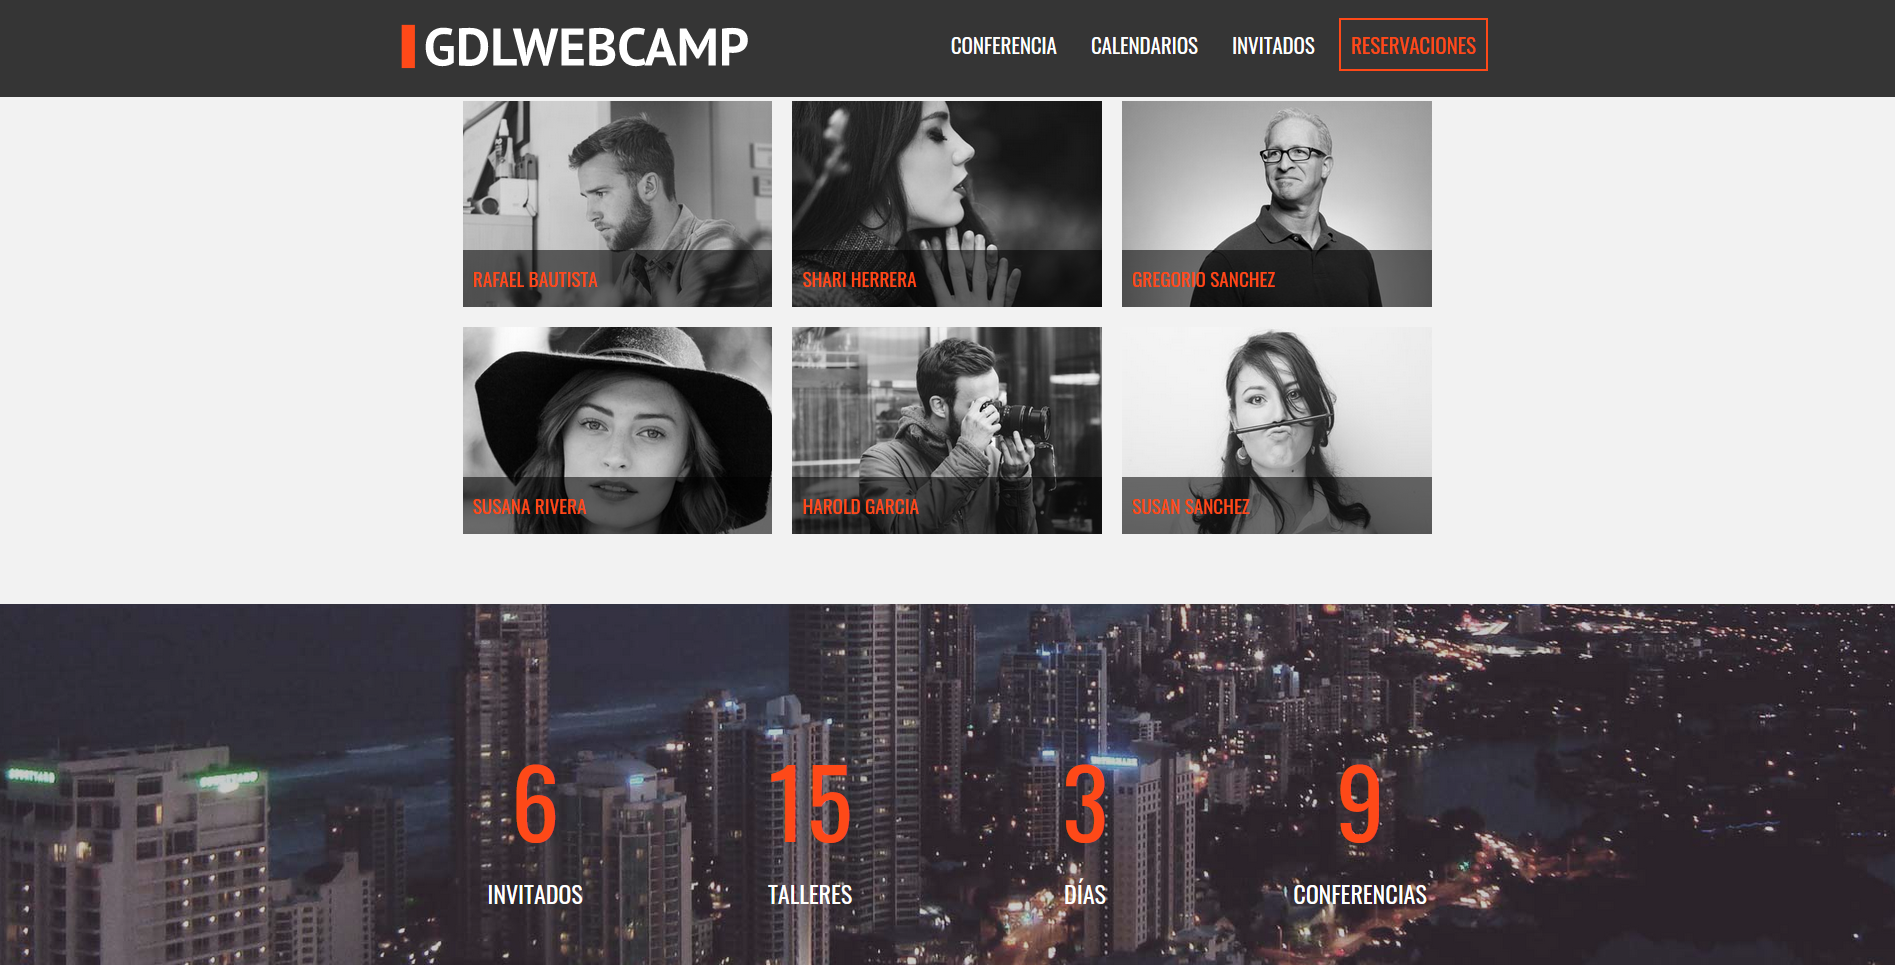 GDLWEBCAMP
CONFERENCIA CALENDARIOS INVITADOS RESERVACIONES
RAFAEL BAUTISTA SHARI HERRERA GREGORIO SANCHEZ
SUSANA RIVERA HAROLD GARCIA SUSAN SANCHEZ
6 15 3 9
INVITADOS TALLERES DÍAS CONFERENCIAS